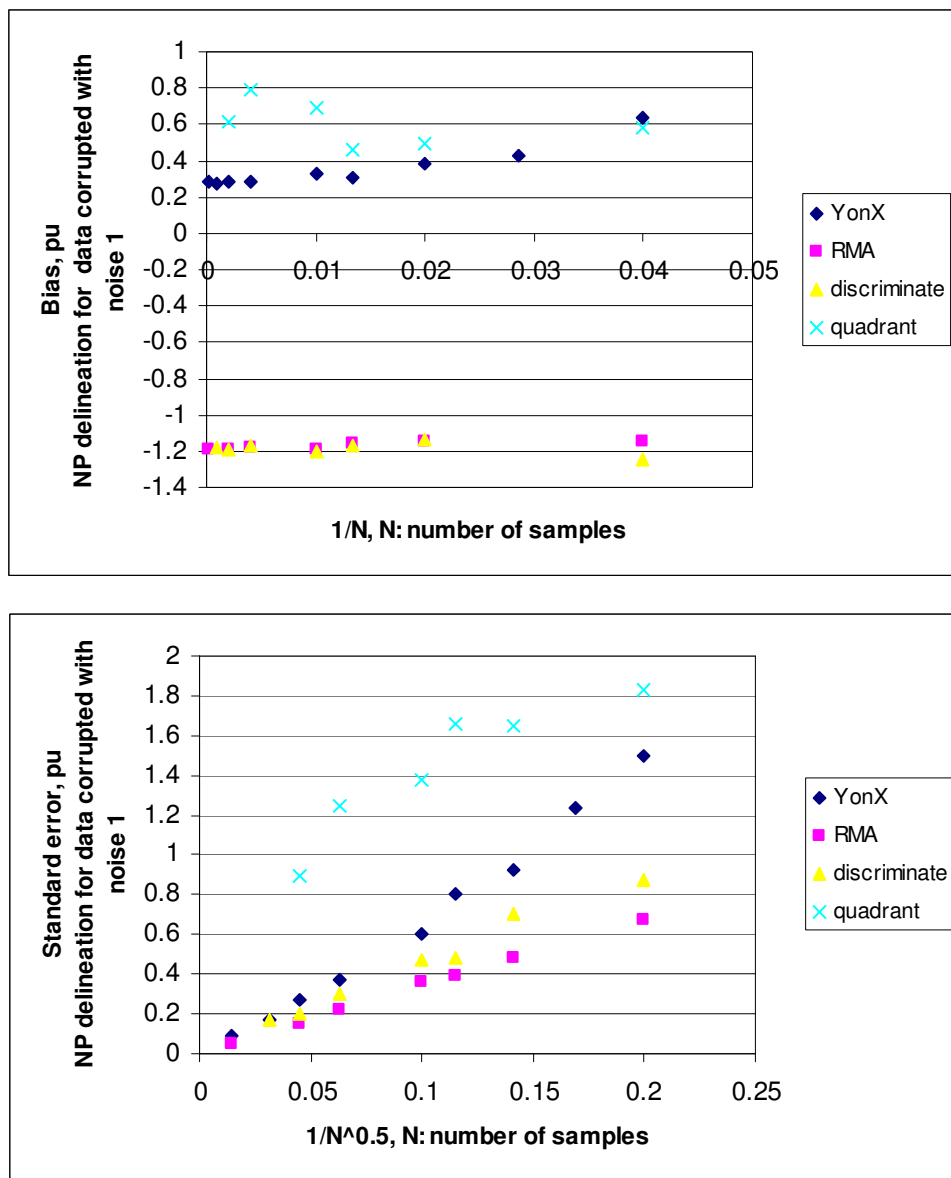 Bias, pu
NP delineation for data corrupted with
noise 1
1
0.8
0.6
0.4
0.2
0
-0.2
-0.4
-0.6
-0.8
-1
-1.2
-1.4
0 0.01 0.02 0.03 0.04 0.05
1/N, N: number of samples
YonX
RMA
discriminate
quadrant
Standard error, pu
NP delineation for data corrupted with
noise 1
2
1.8
1.6
1.4
1.2
1
0.8
0.6
0.4
0.2
0
0 0.05 0.1 0.15 0.2 0.25
1/N^0.5, N: number of samples
YonX
RMA
discriminate
quadrant